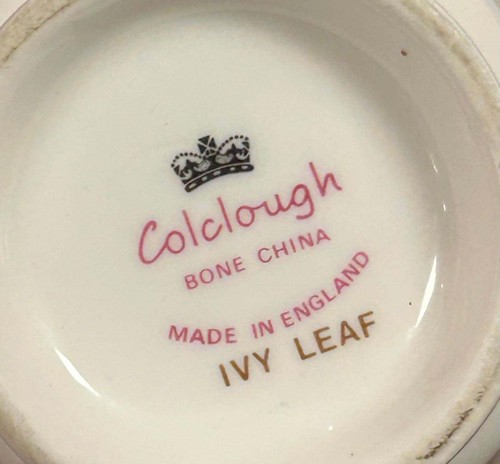 Colclough
BONE CHINA
MADE IN ENGLAND
IVY LEAF